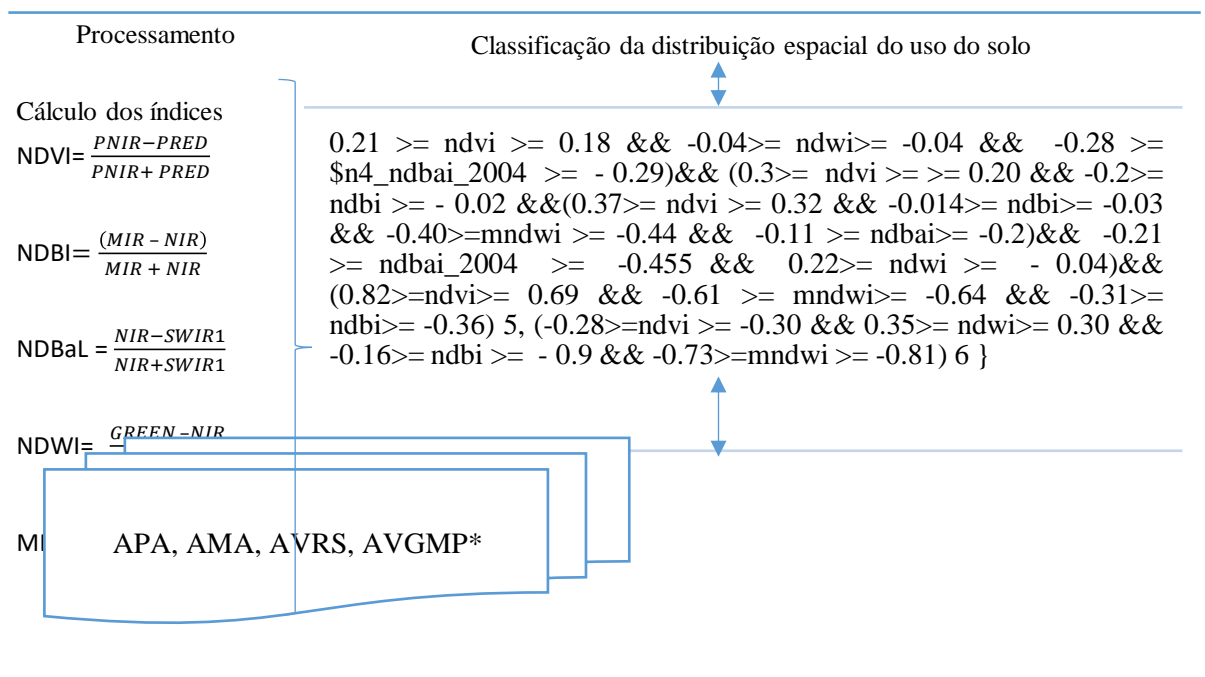 Processamento
Classificação da distribuição espacial do uso do solo
Cálculo dos índices
NDVI= PNIR−PRED
PNIR+ PRED
NDBI= (MIR – NIR)
MIR + NIR
NDBaL = NIR−SWIR1
NIR+SWIR1
NDWI= GREEN –NIR
0.21 >= ndvi >= 0.18 && -0.04>= ndwi>= -0.04 && -0.28 >=
$n4_ndbai_2004 >= - 0.29)&& (0.3>= ndvi >= >= 0.20 && -0.2>=
ndbi >= - 0.02 &&(0.37>= ndvi >= 0.32 && -0.014>= ndbi>= -0.03
&& -0.40>=mndwi >= -0.44 && -0.11 >= ndbai>= -0.2)&& -0.21
>= ndbai_2004 >= -0.455 && 0.22>= ndwi >= - 0.04)&&
(0.82>=ndvi>= 0.69 && -0.61 >= mndwi>= -0.64 && -0.31>=
ndbi>= -0.36) 5, (-0.28>=ndvi >= -0.30 && 0.35>= ndwi>= 0.30 &&
-0.16>= ndbi >= - 0.9 && -0.73>=mndwi >= -0.81) 6 }
APA, AMA, AVRS, AVGMP*